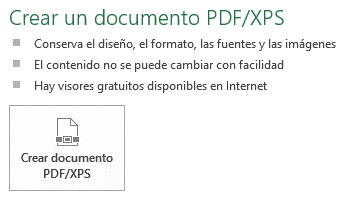 Crear un documento PDF/XPS
Conserva el diseño, el formato, las fuentes y las imágenes
El contenido no se puede cambiar con facilidad
Hay visores gratuitos disponibles en Internet
Crear documento
PDF/XPS